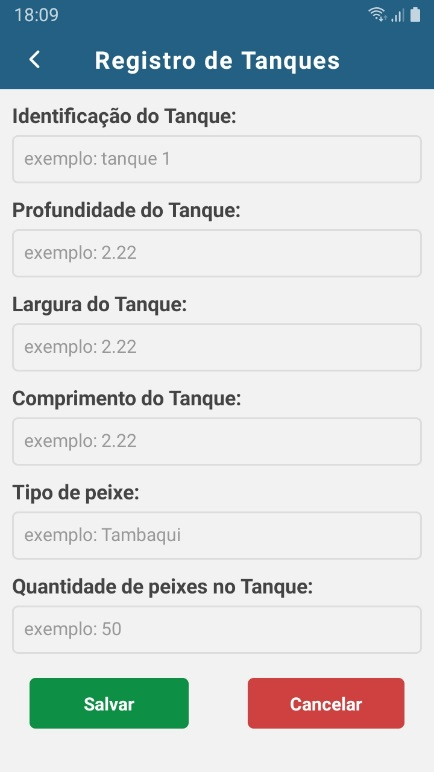 18:09
Registro de Tanques
Identificação do Tanque:
exemplo: tanque 1
Profundidade do Tanque:
exemplo: 2.22
Largura do Tanque:
exemplo: 2.22
Comprimento do Tanque:
exemplo: 2.22
Tipo de peixe:
exemplo: Tambaqui
Quantidade de peixes no Tanque:
exemplo: 50
Salvar
Cancelar